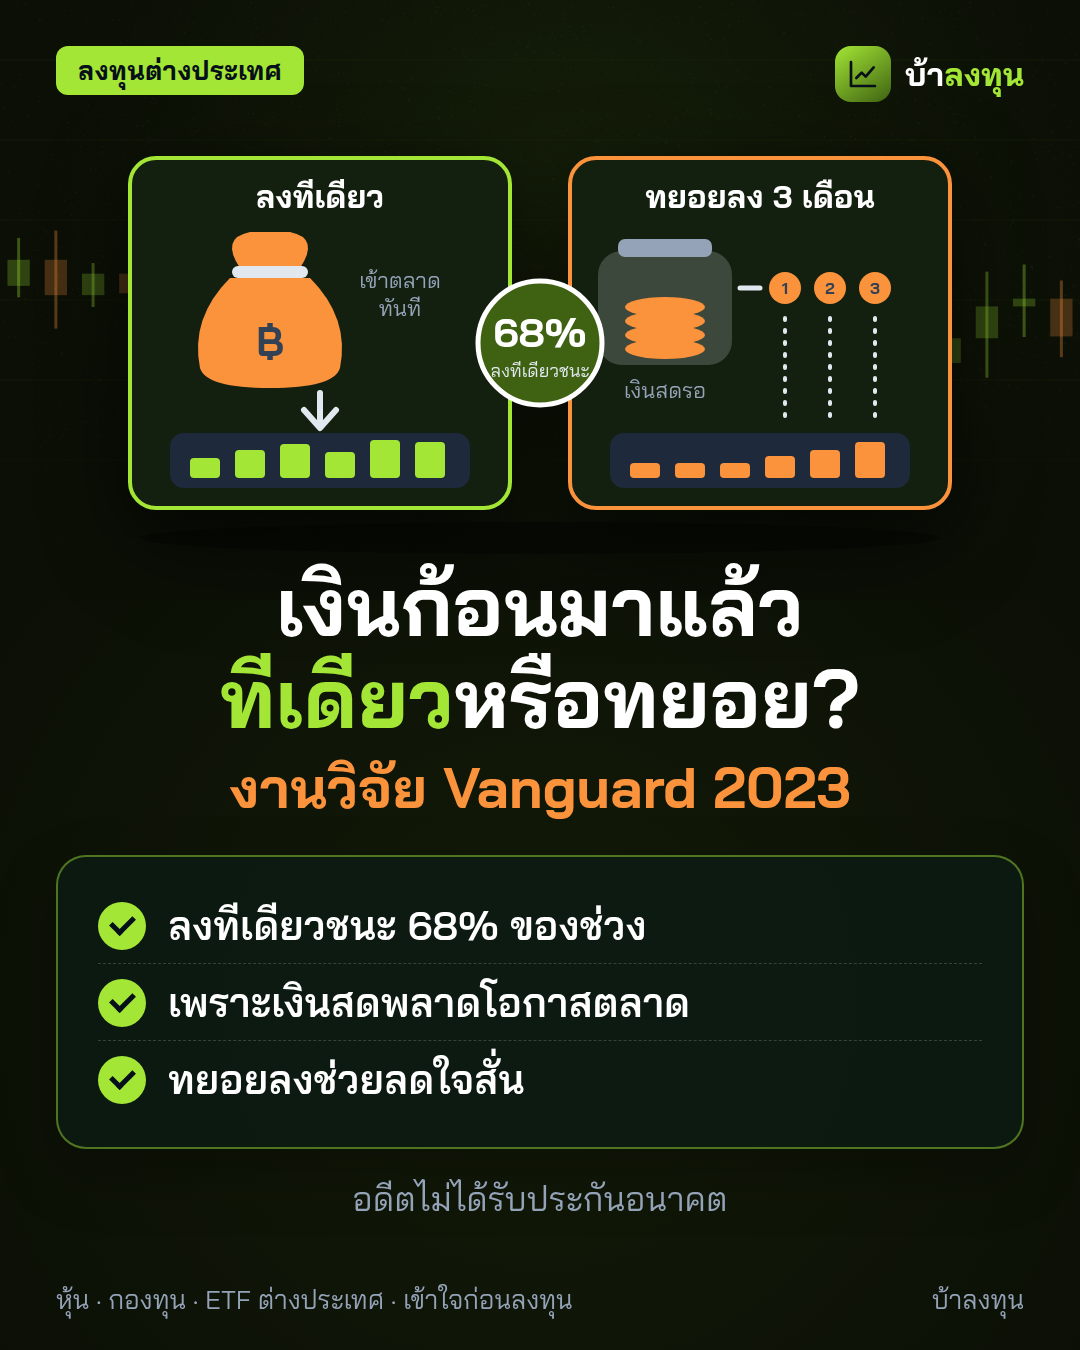 ลงทุนต่างประเทศ
บ้าลงทุน
ลงทีเดียว
เข้าตลาด
ทันที
฿
68%
ลงทีเดียวชนะ
ทยอยลง 3 เดือน
1 2 3
เงินสดรอ
เงินก้อนมาแล้ว
ทีเดียวหรือทยอย?
งานวิจัย Vanguard 2023
ลงทีเดียวชนะ 68% ของช่วง
เพราะเงินสดพลาดโอกาสตลาด
ทยอยลงช่วยลดใจสั่น
อดีตไม่ได้รับประกันอนาคต
หุ้น · กองทุน · ETF ต่างประเทศ · เข้าใจก่อนลงทุน
บ้าลงทุน